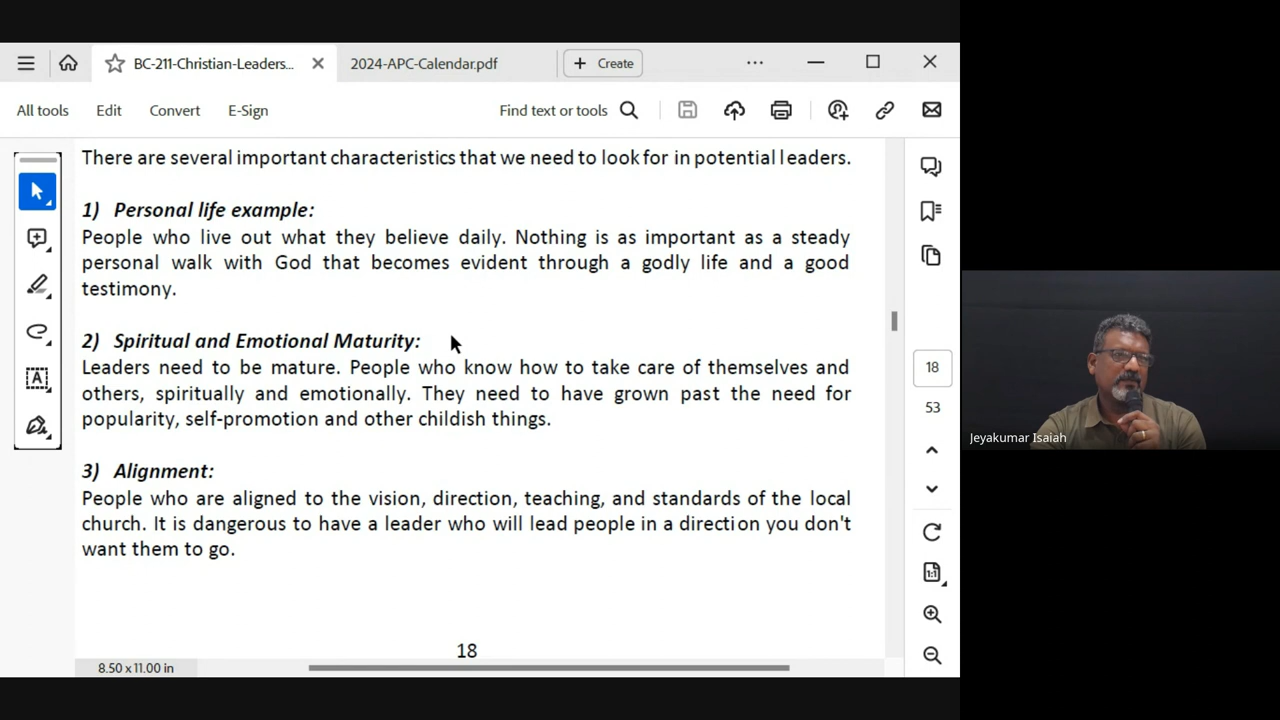 BC-211-Christian-Leaders...
2024-APC-Calendar.pdf
Create
All tools
Edit
Convert
E-Sign
Find text or tools
There are several important characteristics that we need to look for in potential leaders.
1) Personal life example:
People who live out what they believe daily. Nothing is as important as a steady
personal walk with God that becomes evident through a godly life and a good
testimony.
2) Spiritual and Emotional Maturity:
Leaders need to be mature. People who know how to take care of themselves and
others, spiritually and emotionally. They need to have grown past the need for
popularity, self-promotion and other childish things.
3) Alignment:
People who are aligned to the vision, direction, teaching, and standards of the local
church. It is dangerous to have a leader who will lead people in a direction you don't
want them to go.
18
8.50 x 11.00 in
18
53
1:1
Jeyakumar Isaiah